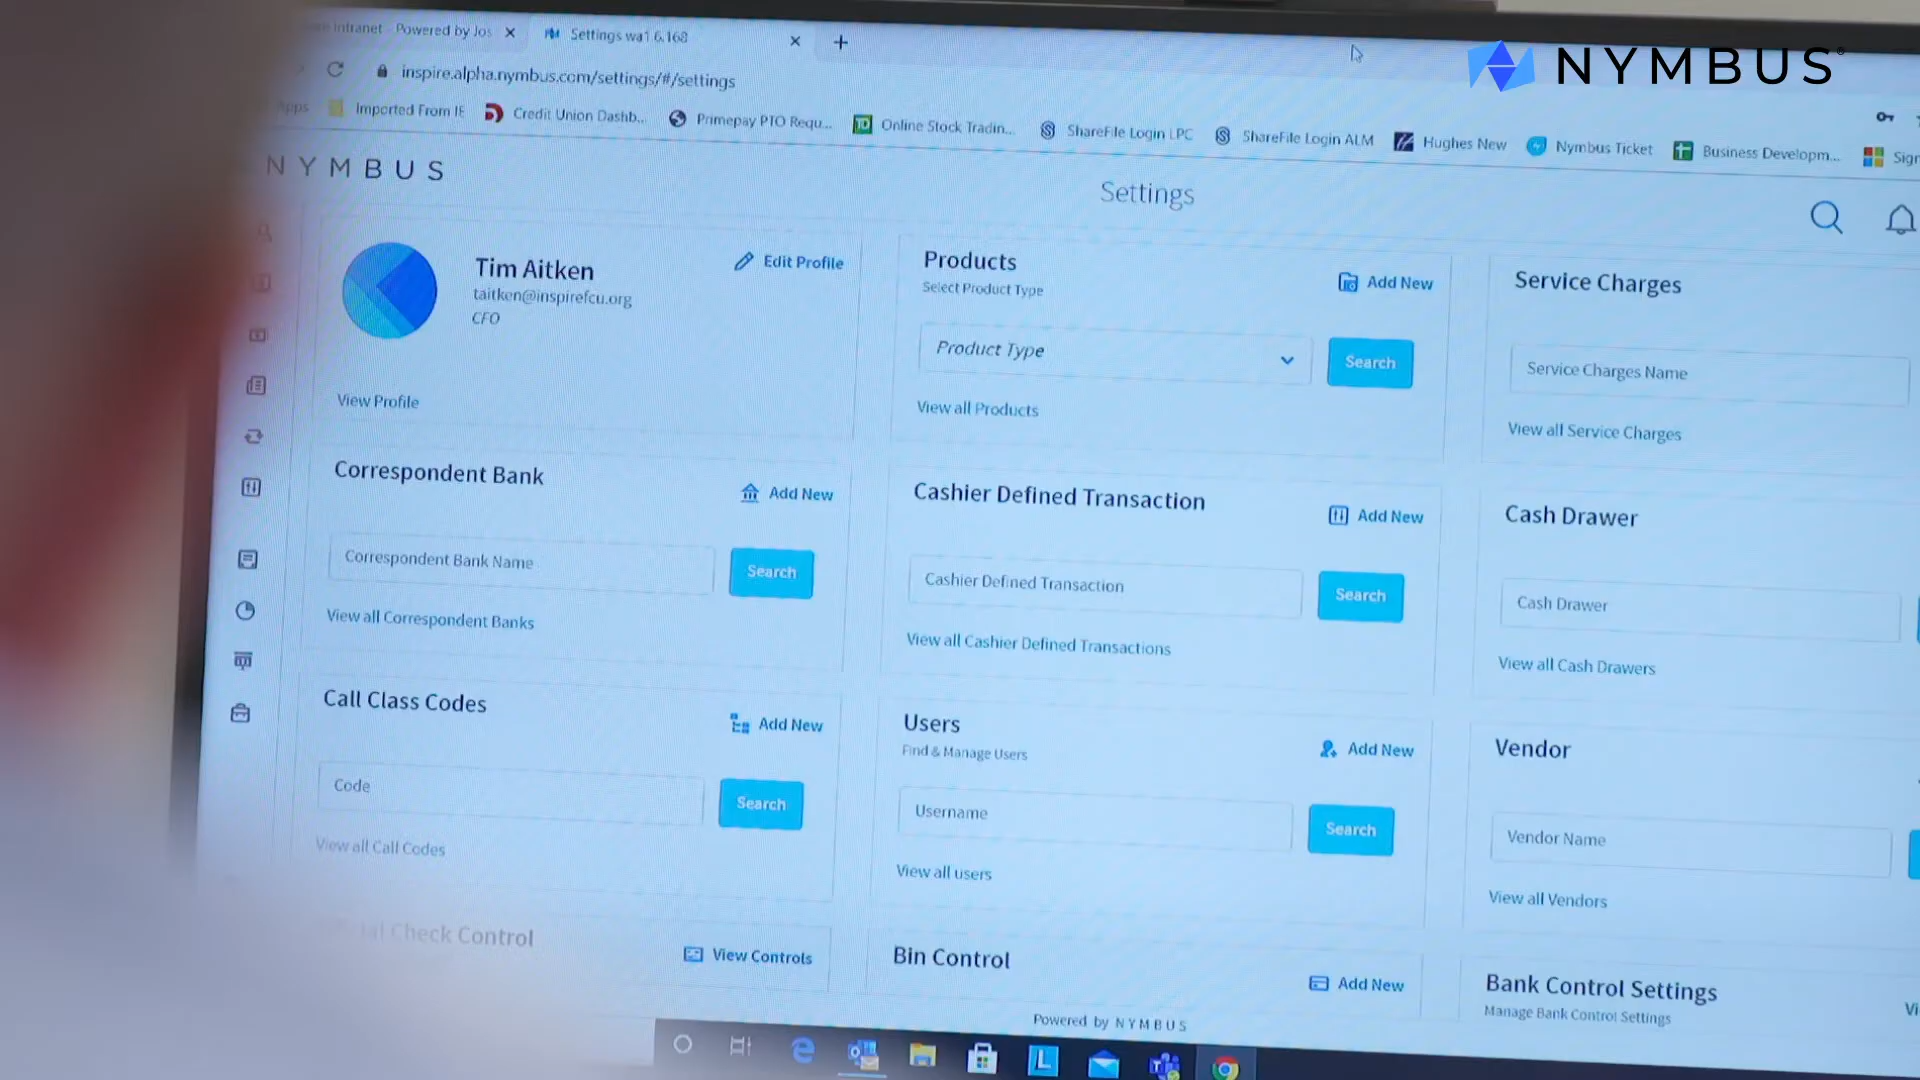 Intranet - Powered by Jos
Settings wa1.6.168
NYMBUS
inspire.alpha.nymbus.com/settings/#/settings
Apps
Imported From IE
Credit Union Dashb...
Primepay PTO Requ...
Online Stock Tradin...
ShareFile Login LPC
ShareFile Login ALM
Hughes New
Nymbus Ticket
Business Developm...
Sign
NYMBUS
Settings
Tim Aitken
taitken@inspirefcu.org
CFO
Edit Profile
View Profile
Products
Select Product Type
Add New
Product Type
Search
View all Products
Service Charges
Service Charges Name
View all Service Charges
Correspondent Bank
Add New
Correspondent Bank Name
Search
View all Correspondent Banks
Cashier Defined Transaction
Add New
Cashier Defined Transaction
Search
View all Cashier Defined Transactions
Cash Drawer
Cash Drawer
View all Cash Drawers
Call Class Codes
Add New
Code
Search
View all Call Codes
Users
Find & Manage Users
Add New
Username
Search
View all users
Vendor
Vendor Name
View all Vendors
Check Control
View Controls
Bin Control
Add New
Bank Control Settings
Manage Bank Control Settings
Vi
Powered by NYMBUS